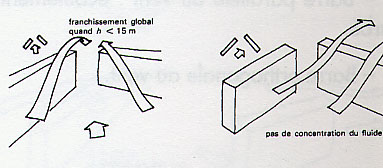 franchissement global
quand h < 15 m
pas de concentration du fluide